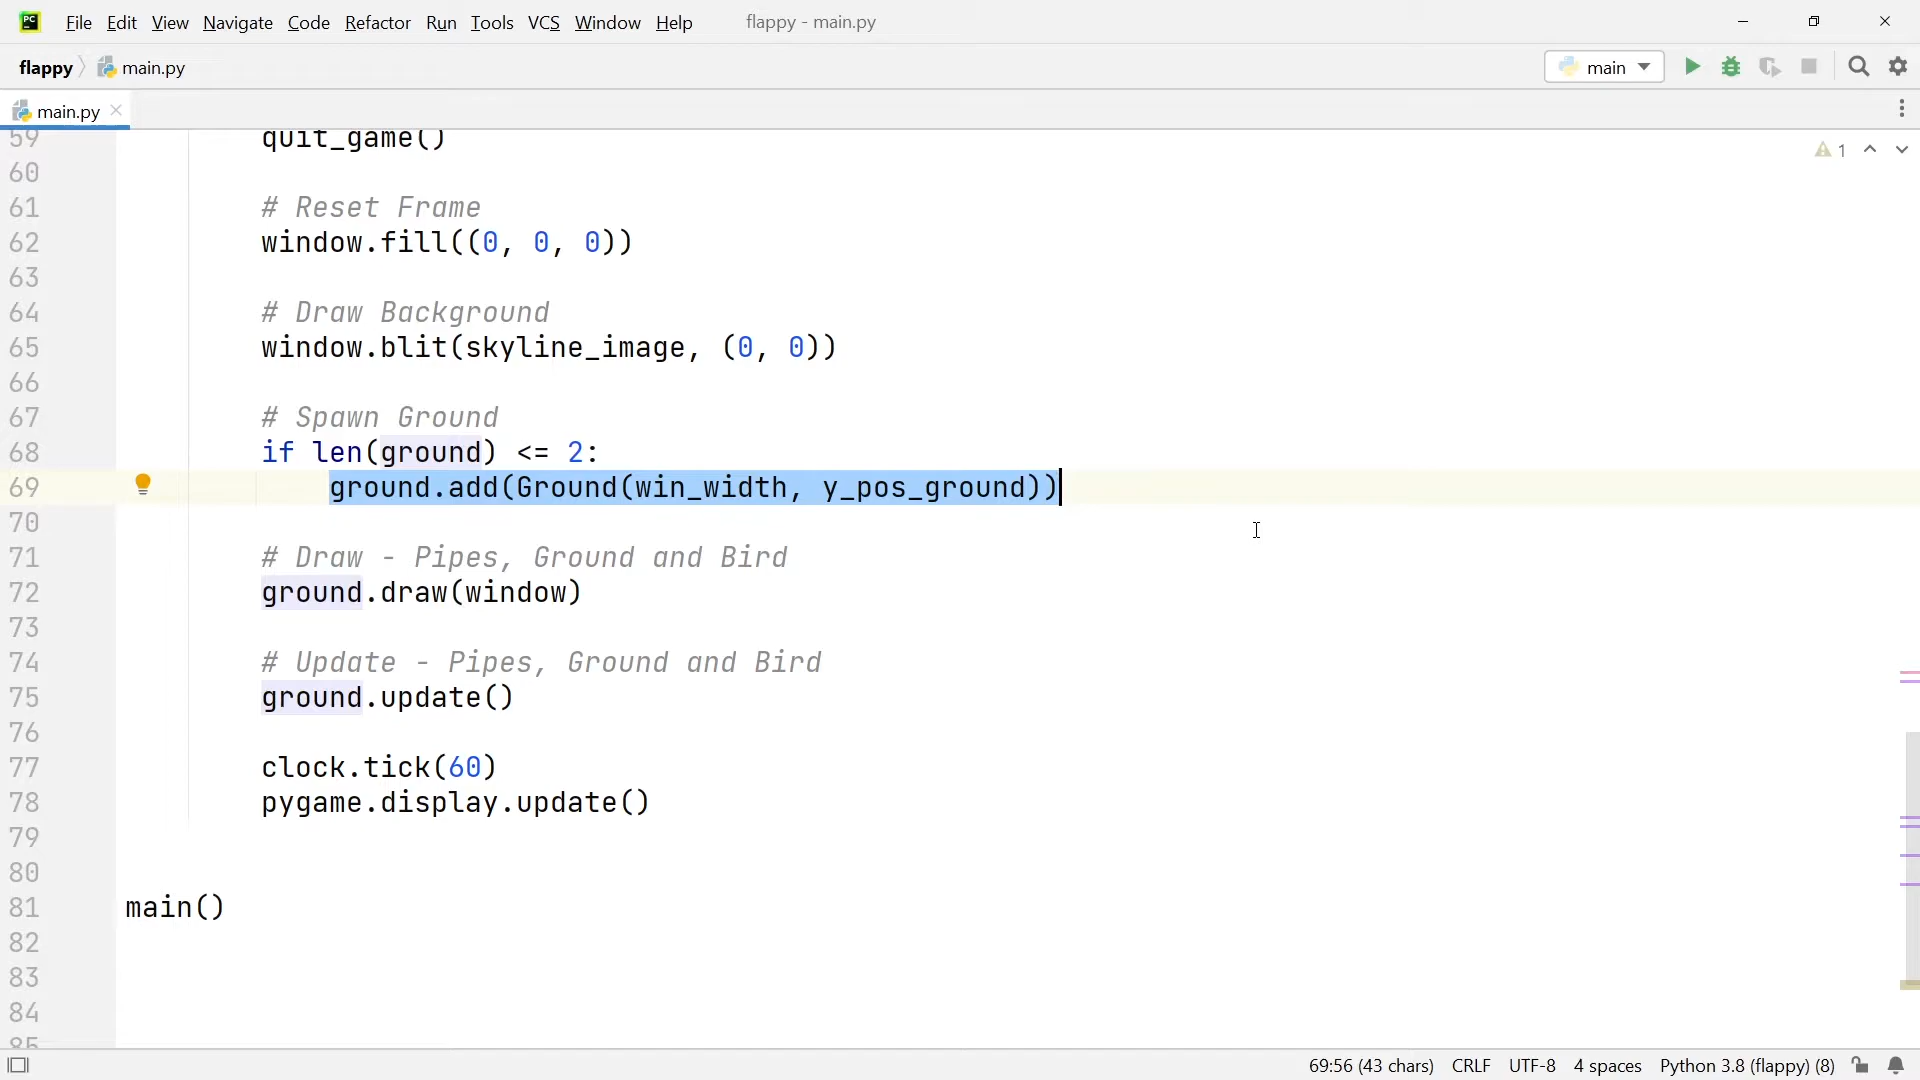 PC File Edit View Navigate Code Refactor Run Tools VCS Window Help flappy - main.py
flappy main.py main
main.py
59 quit_game() 1
60
61 # Reset Frame
62 window.fill((0, 0, 0))
63
64 # Draw Background
65 window.blit(skyline_image, (0, 0))
66
67 # Spawn Ground
68 if len(ground) <= 2:
69 ground.add(Ground(win_width, y_pos_ground))
70
71 # Draw - Pipes, Ground and Bird
72 ground.draw(window)
73
74 # Update - Pipes, Ground and Bird
75 ground.update()
76
77 clock.tick(60)
78 pygame.display.update()
79
80
81 main()
82
83
84
85
69:56 (43 chars) CRLF UTF-8 4 spaces Python 3.8 (flappy) (8)